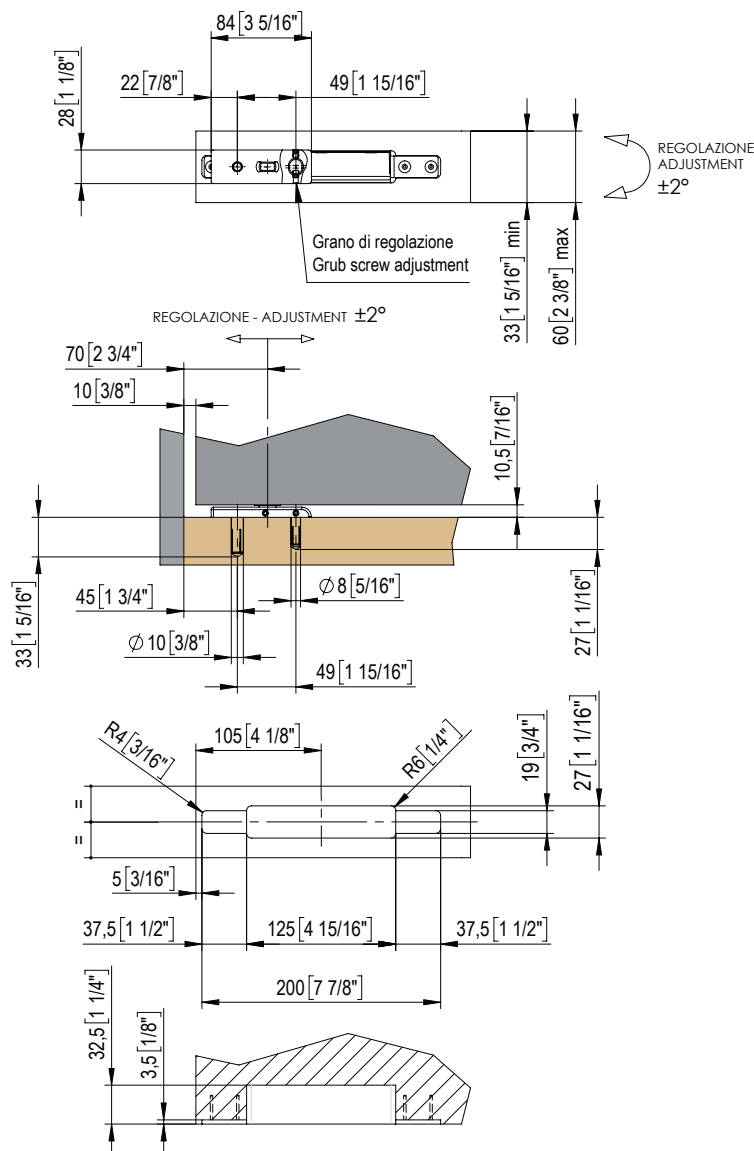 84[3 5/16"]
22[7/8"]
49[1 15/16"]
28[1 1/8"]
REGOLAZIONE
ADJUSTMENT
±2°
Grano di regolazione
Grub screw adjustment
33[1 5/16"] min
60[2 3/8"] max
REGOLAZIONE - ADJUSTMENT ±2°
70[2 3/4"]
10[3/8"]
10,5[7/16"]
33[1 5/16"]
45[1 3/4"]
Ø8[5/16"]
27[1 1/16"]
Ø10[3/8"]
49[1 15/16"]
R4[3/16"]
105[4 1/8"]
R6[1/4"]
19[3/4"]
27[1 1/16"]
=
=
5[3/16"]
37,5[1 1/2"]
125[4 15/16"]
37,5[1 1/2"]
200[7 7/8"]
32,5[1 1/4"]
3,5[1/8"]